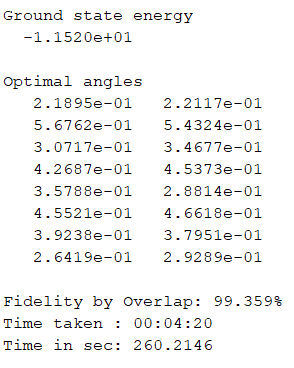 Ground state energy
-1.1520e+01
Optimal angles
2.1895e-01 2.2117e-01
5.6762e-01 5.4324e-01
3.0717e-01 3.4677e-01
4.2687e-01 4.5373e-01
3.5788e-01 2.8814e-01
4.5521e-01 4.6618e-01
3.9238e-01 3.7951e-01
2.6419e-01 2.9289e-01
Fidelity by Overlap: 99.359%
Time taken : 00:04:20
Time in sec: 260.2146